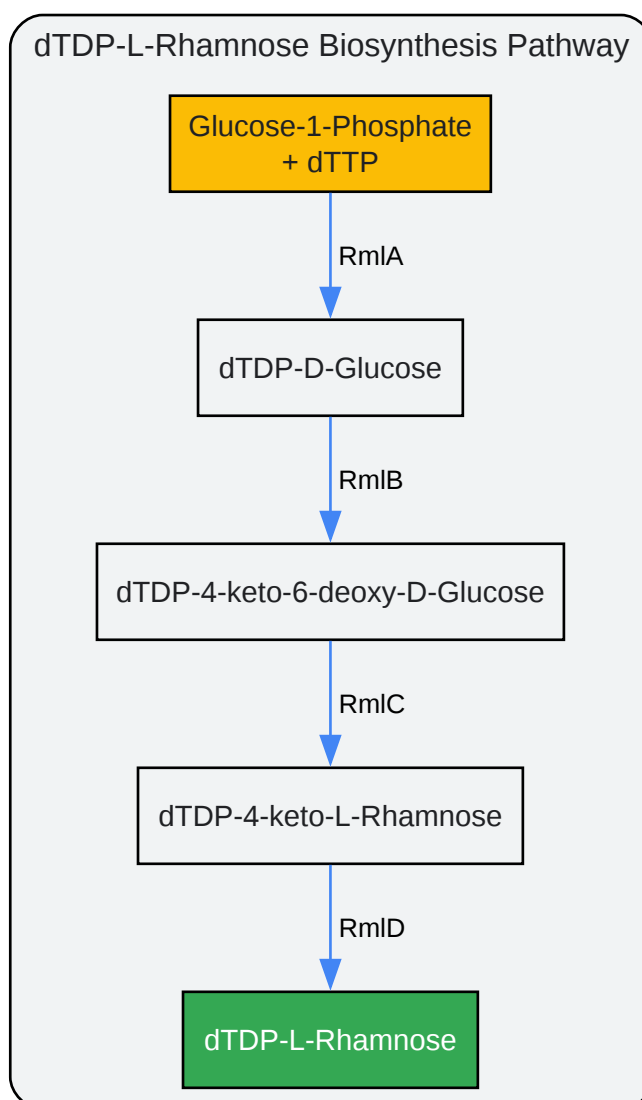 dTDP-L-Rhamnose Biosynthesis Pathway
Glucose-1-Phosphate
+ dTTP
RmlA
dTDP-D-Glucose
RmlB
dTDP-4-keto-6-deoxy-D-Glucose
RmlC
dTDP-4-keto-L-Rhamnose
RmlD
dTDP-L-Rhamnose